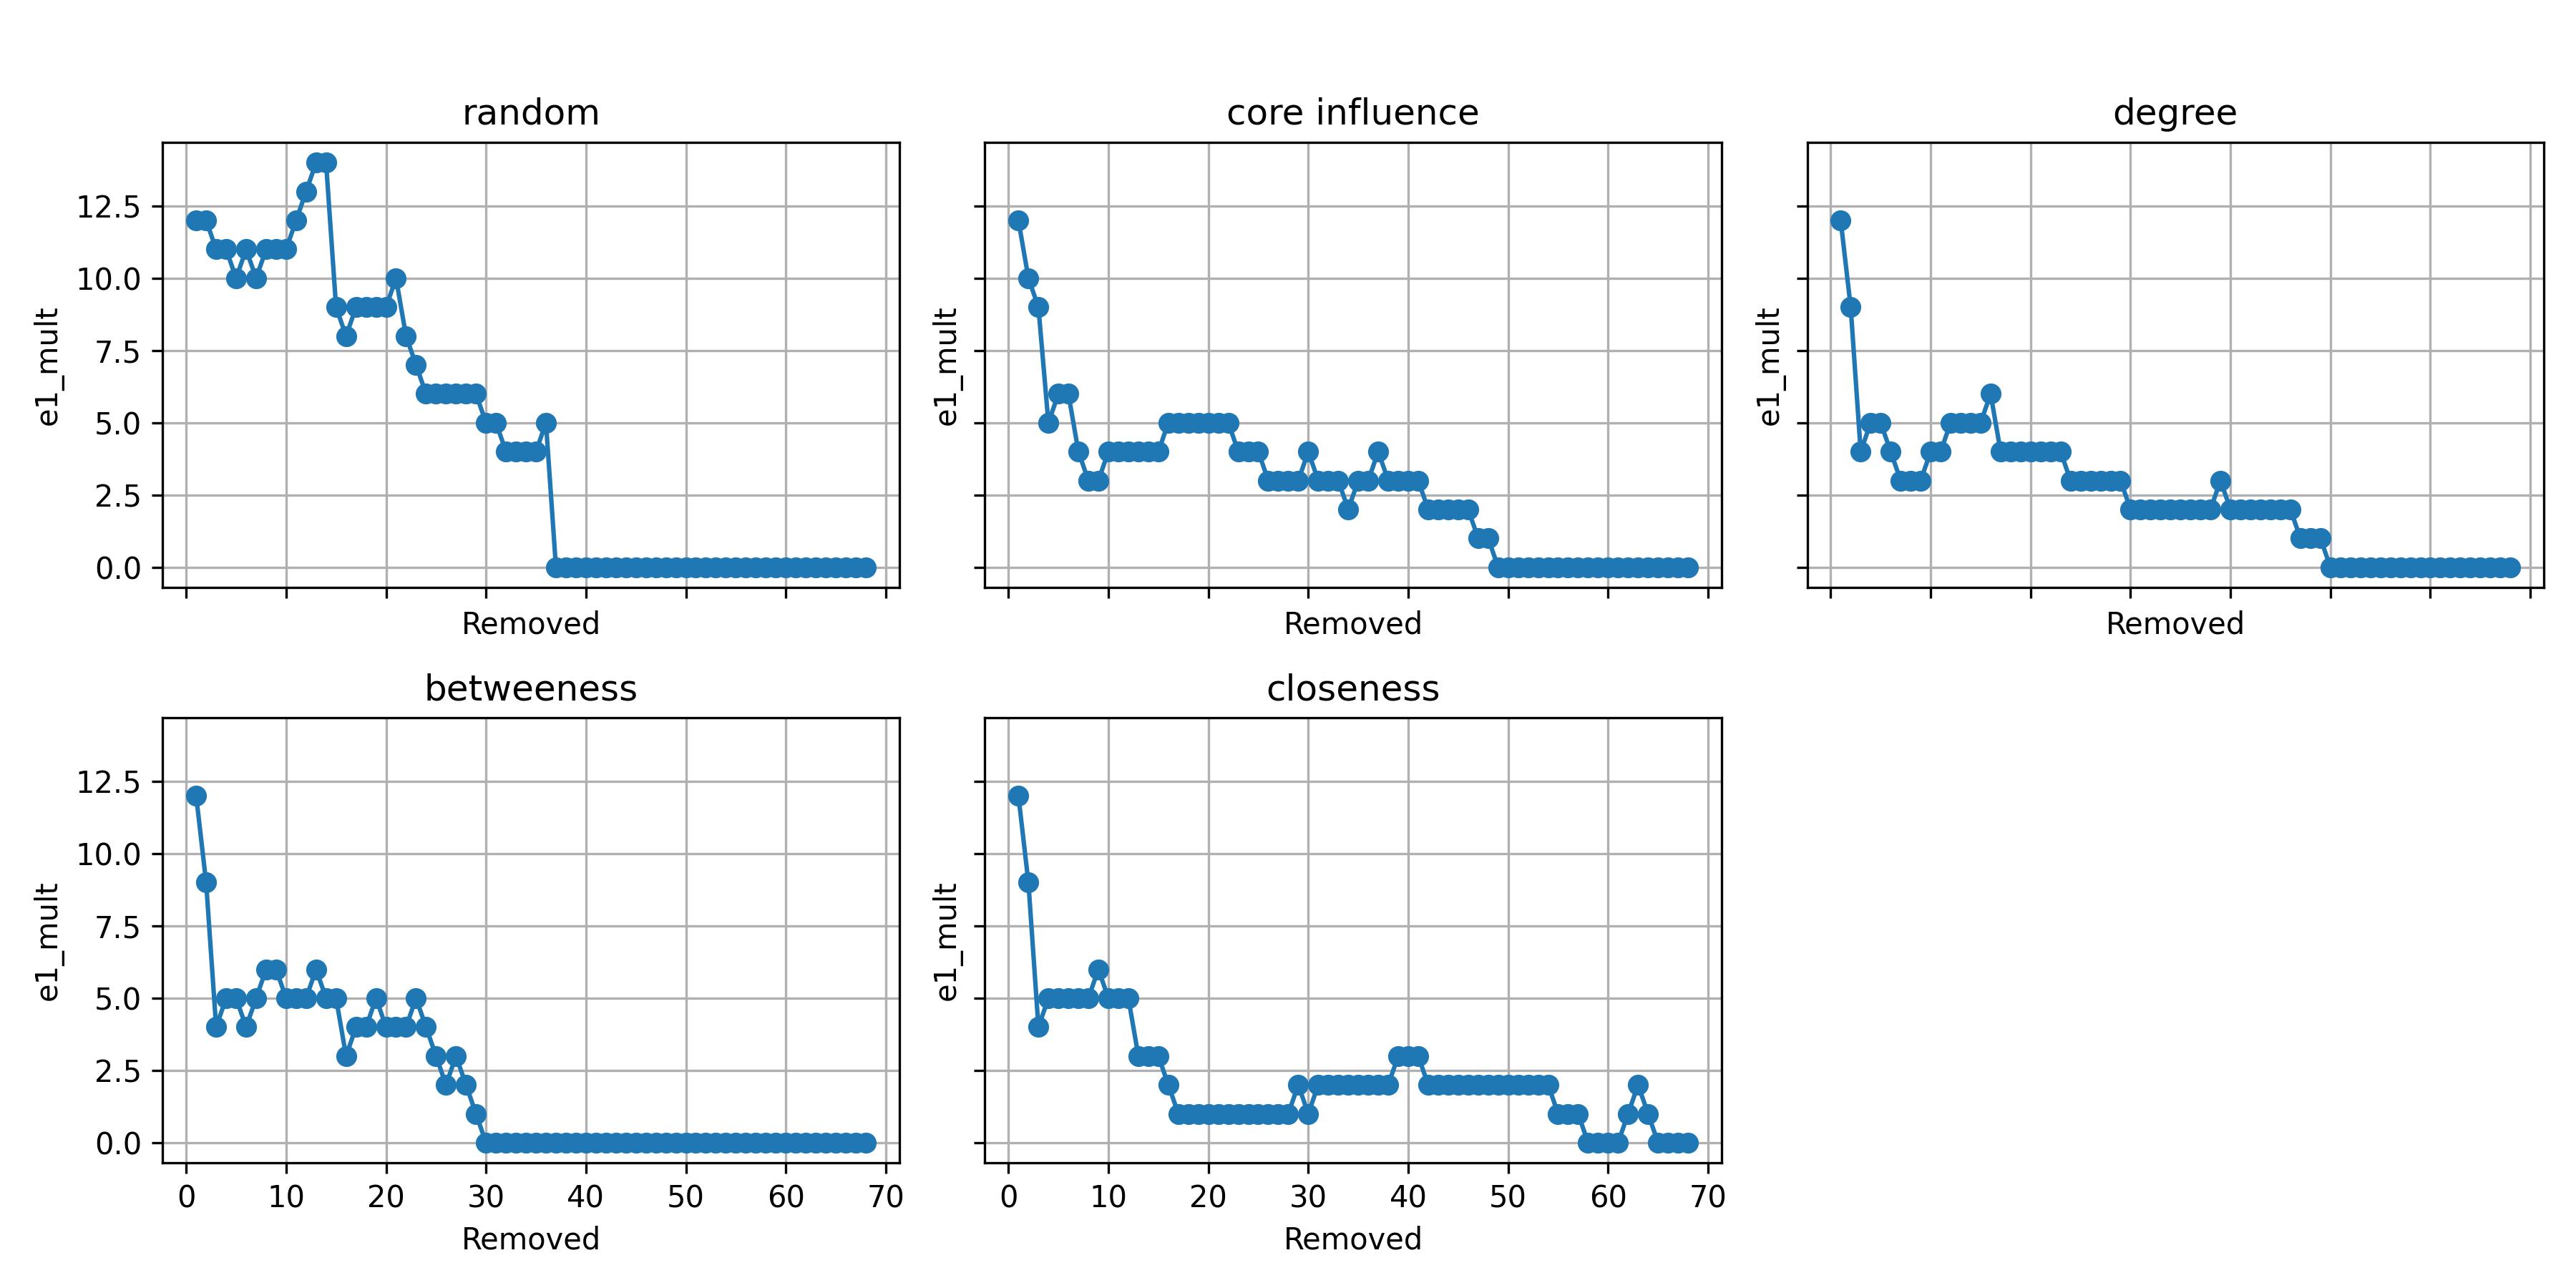 random
core influence
degree
12.5
10.0
7.5
5.0
2.5
0.0
e1_mult
e1_mult
e1_mult
Removed
Removed
Removed
betweeness
closeness
12.5
10.0
7.5
5.0
2.5
0.0
e1_mult
e1_mult
0 10 20 30 40 50 60 70
0 10 20 30 40 50 60 70
Removed
Removed